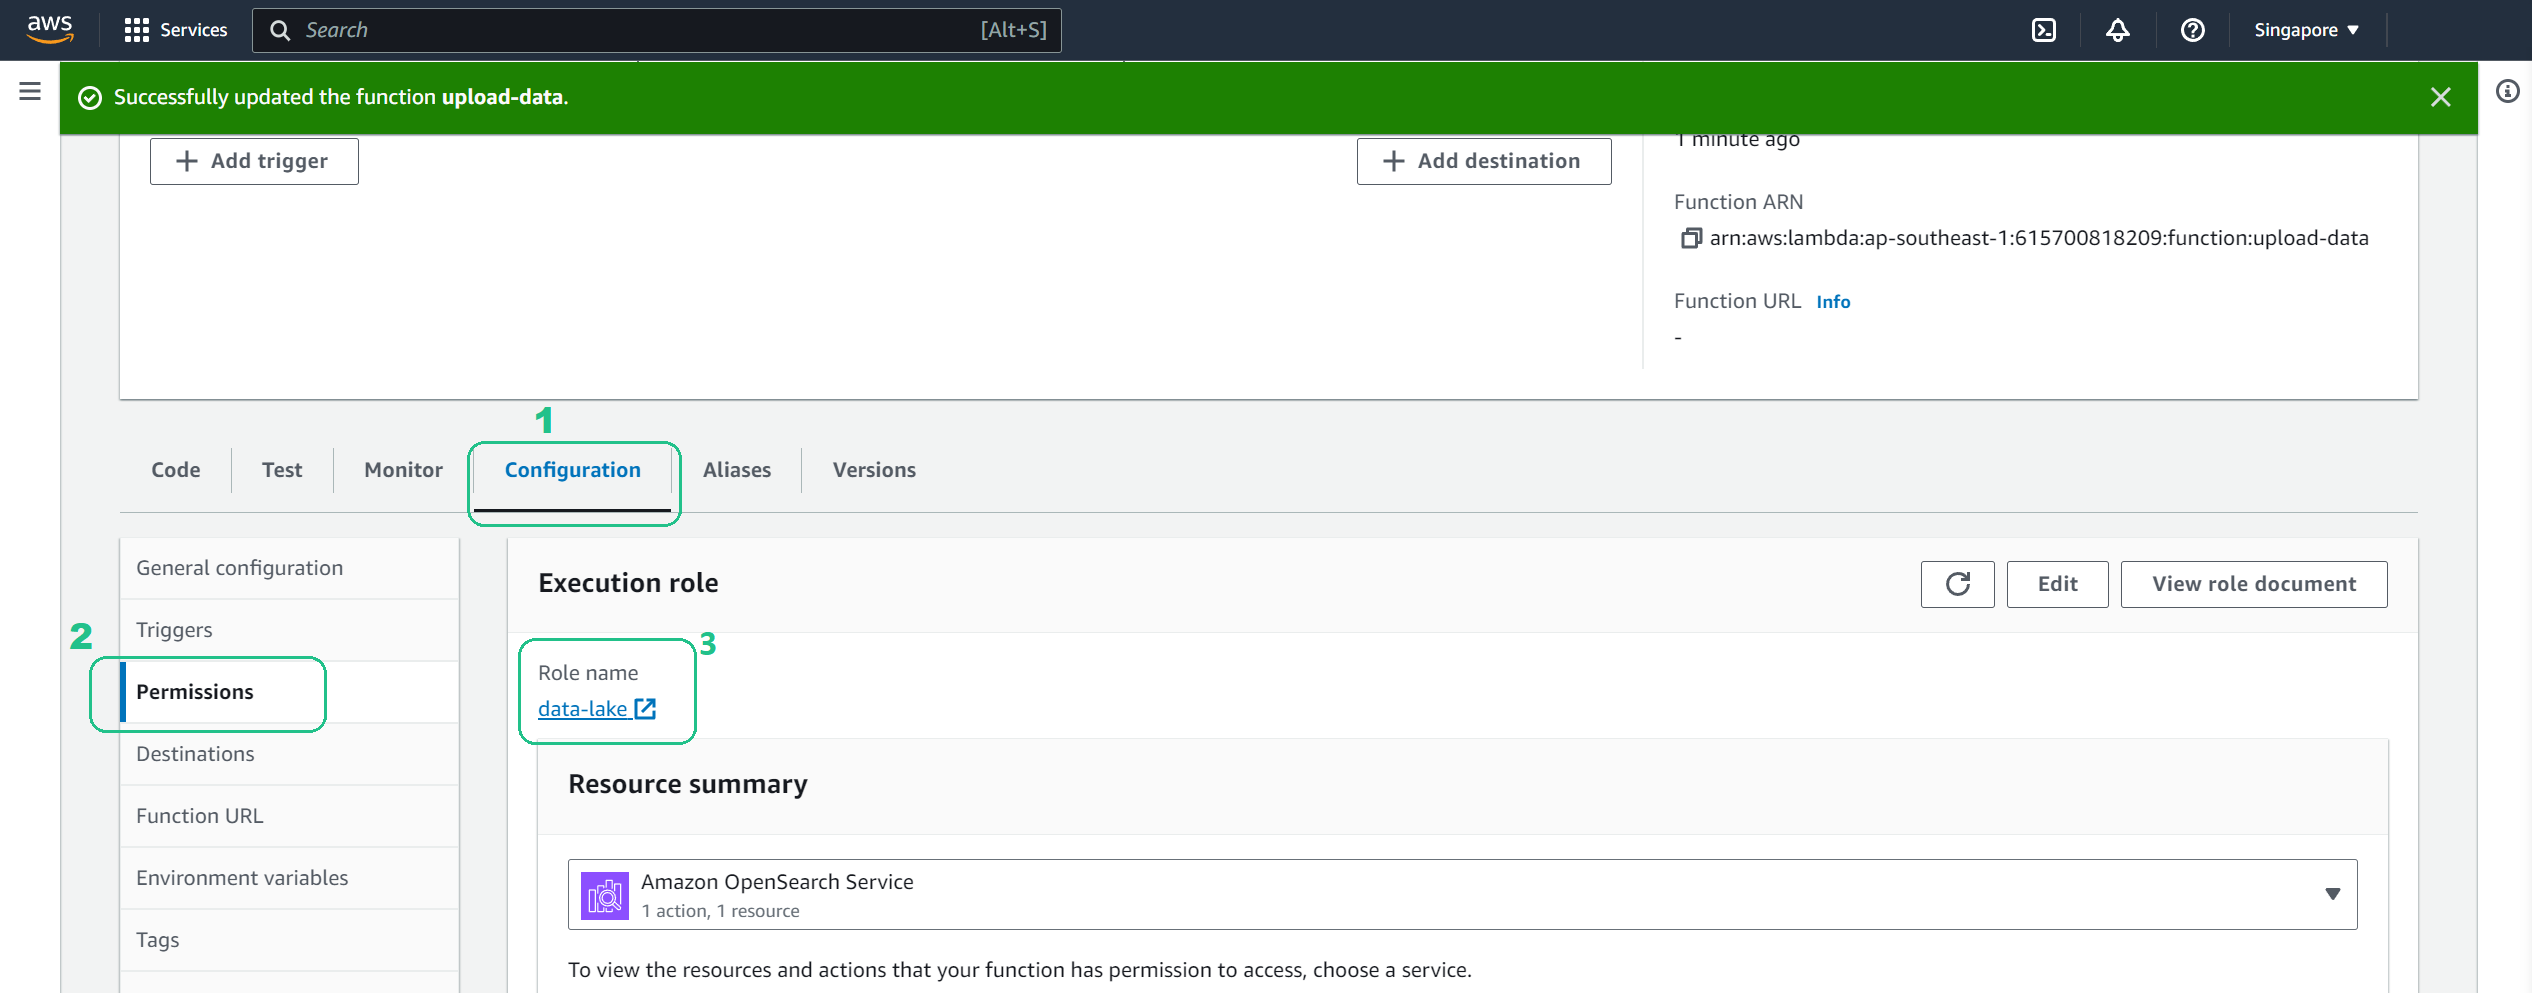 aws
Services
Search
[Alt+S]
Singapore
Successfully updated the function upload-data.
Add trigger
Add destination
1 minute ago
Function ARN
arn:aws:lambda:ap-southeast-1:615700818209:function:upload-data
Function URL Info
-
1
Code
Test
Monitor
Configuration
Aliases
Versions
General configuration
Triggers
2
Permissions
Destinations
Function URL
Environment variables
Tags
Execution role
Edit
View role document
3
Role name
data-lake
Resource summary
Amazon OpenSearch Service
1 action, 1 resource
To view the resources and actions that your function has permission to access, choose a service.